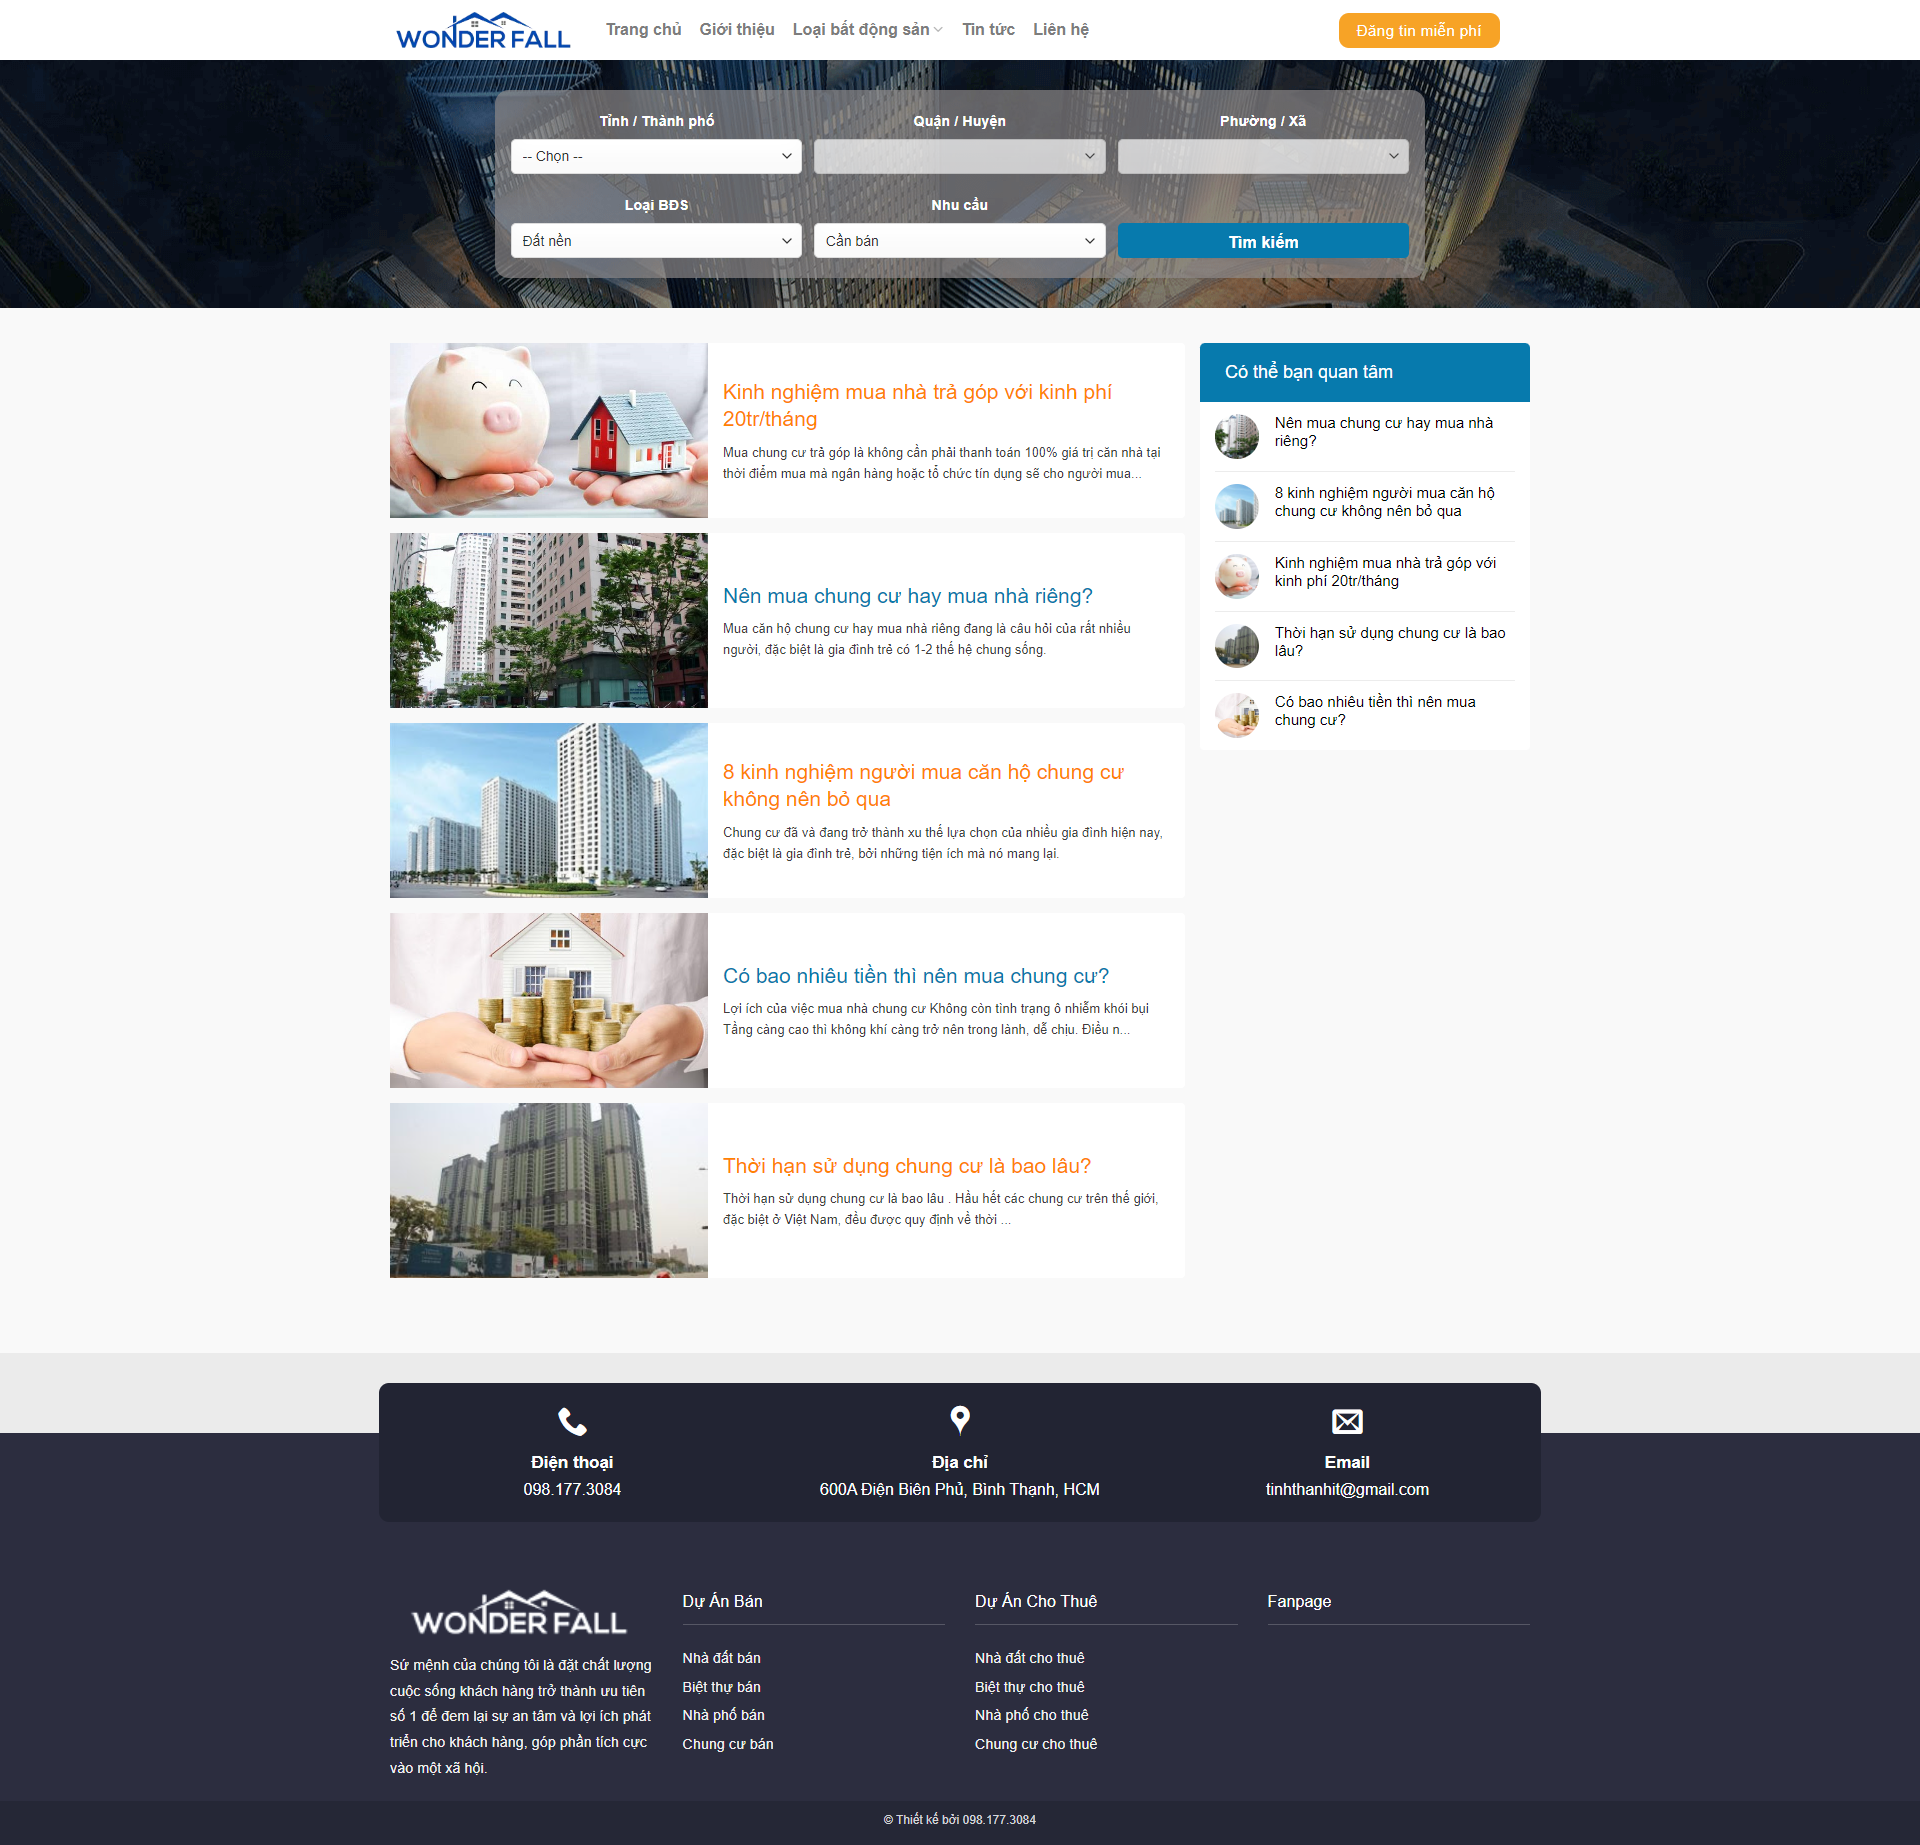 WONDER FALL
Trang chủ
Giới thiệu
Loại bất động sản
Tin tức
Liên hệ
Đăng tin miễn phí
Tỉnh / Thành phố
Quận / Huyện
Phường / Xã
-- Chọn --
Loại BĐS
Nhu cầu
Đất nền
Cần bán
Tìm kiếm
Kinh nghiệm mua nhà trả góp với kinh phí
20tr/tháng
Mua chung cư trả góp là không cần phải thanh toán 100% giá trị căn nhà tại
thời điểm mua mà ngân hàng hoặc tổ chức tín dụng sẽ cho người mua...
Nên mua chung cư hay mua nhà riêng?
Mua căn hộ chung cư hay mua nhà riêng đang là câu hỏi của rất nhiều
người, đặc biệt là gia đình trẻ có 1-2 thế hệ chung sống.
8 kinh nghiệm người mua căn hộ chung cư
không nên bỏ qua
Chung cư đã và đang trở thành xu thế lựa chọn của nhiều gia đình hiện nay,
đặc biệt là gia đình trẻ, bởi những tiện ích mà nó mang lại.
Có bao nhiêu tiền thì nên mua chung cư?
Lợi ích của việc mua nhà chung cư Không còn tình trạng ô nhiễm khói bụi
Tầng càng cao thì không khí càng trở nên trong lành, dễ chịu. Điều n...
Thời hạn sử dụng chung cư là bao lâu?
Thời hạn sử dụng chung cư là bao lâu . Hầu hết các chung cư trên thế giới,
đặc biệt ở Việt Nam, đều được quy định về thời ...
Có thể bạn quan tâm
Nên mua chung cư hay mua nhà
riêng?
8 kinh nghiệm người mua căn hộ
chung cư không nên bỏ qua
Kinh nghiệm mua nhà trả góp với
kinh phí 20tr/tháng
Thời hạn sử dụng chung cư là bao
lâu?
Có bao nhiêu tiền thì nên mua
chung cư?
Điện thoại
098.177.3084
Địa chỉ
600A Điện Biên Phủ, Bình Thạnh, HCM
Email
tinhthanhit@gmail.com
WONDER FALL
Sứ mệnh của chúng tôi là đặt chất lượng
cuộc sống khách hàng trở thành ưu tiên
số 1 để đem lại sự an tâm và lợi ích phát
triển cho khách hàng, góp phần tích cực
vào một xã hội.
Dự Án Bán
Nhà đất bán
Biệt thự bán
Nhà phố bán
Chung cư bán
Dự Án Cho Thuê
Nhà đất cho thuê
Biệt thự cho thuê
Nhà phố cho thuê
Chung cư cho thuê
Fanpage
© Thiết kế bởi 098.177.3084